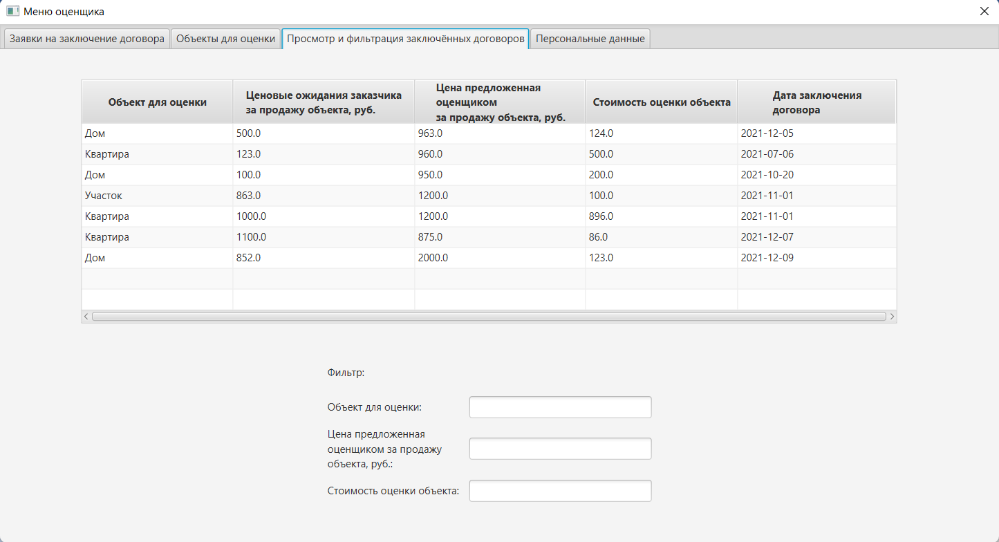 Меню оценщика
Заявки на заключение договора Объекты для оценки Просмотр и фильтрация заключённых договоров Персональные данные
Объект для оценки
Ценовые ожидания заказчика
за продажу объекта, руб.
Цена предложенная
оценщиком
за продажу объекта, руб.
Стоимость оценки объекта
Дата заключения
договора
Дом 500.0 963.0 124.0 2021-12-05
Квартира 123.0 960.0 500.0 2021-07-06
Дом 100.0 950.0 200.0 2021-10-20
Участок 863.0 1200.0 100.0 2021-11-01
Квартира 1000.0 1200.0 896.0 2021-11-01
Квартира 1100.0 875.0 86.0 2021-12-07
Дом 852.0 2000.0 123.0 2021-12-09
Фильтр:
Объект для оценки:
Цена предложенная
оценщиком за продажу
объекта, руб.:
Стоимость оценки объекта: